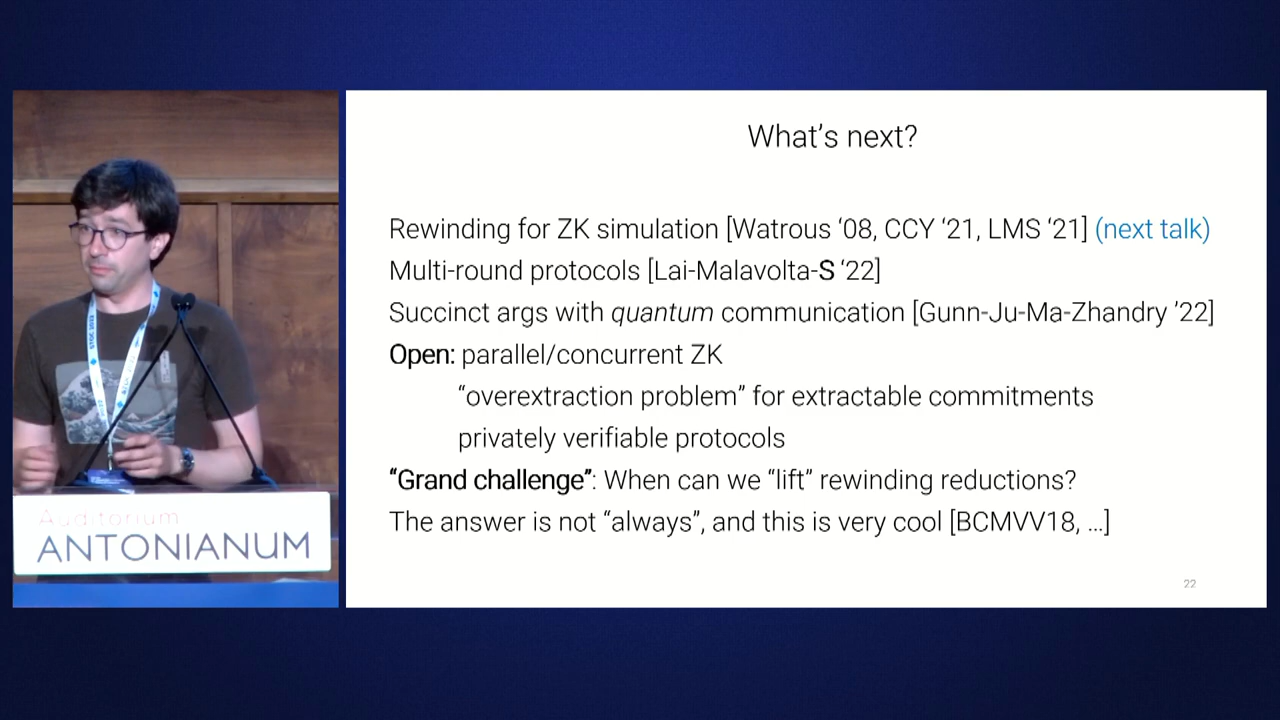 What’s next?
Rewinding for ZK simulation [Watrous ‘08, CCY ‘21, LMS ‘21] (next talk)
Multi-round protocols [Lai-Malavolta-S ‘22]
Succinct args with quantum communication [Gunn-Ju-Ma-Zhandry ’22]
Open: parallel/concurrent ZK
“overextraction problem” for extractable commitments
privately verifiable protocols
“Grand challenge”: When can we “lift” rewinding reductions?
The answer is not “always”, and this is very cool [BCMVV18, …]
22
Auditorium
ANTONIANUM